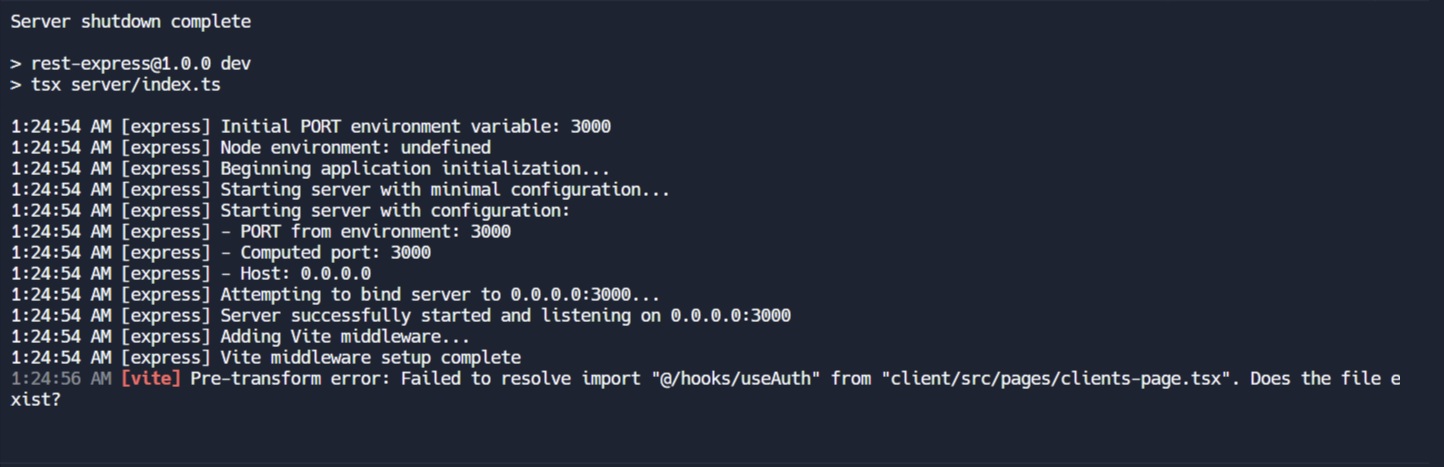 Server shutdown complete
> rest-express@1.0.0 dev
> tsx server/index.ts
1:24:54 AM [express] Initial PORT environment variable: 3000
1:24:54 AM [express] Node environment: undefined
1:24:54 AM [express] Beginning application initialization...
1:24:54 AM [express] Starting server with minimal configuration...
1:24:54 AM [express] Starting server with configuration:
1:24:54 AM [express] - PORT from environment: 3000
1:24:54 AM [express] - Computed port: 3000
1:24:54 AM [express] - Host: 0.0.0.0
1:24:54 AM [express] Attempting to bind server to 0.0.0.0:3000...
1:24:54 AM [express] Server successfully started and listening on 0.0.0.0:3000
1:24:54 AM [express] Adding Vite middleware...
1:24:54 AM [express] Vite middleware setup complete
1:24:56 AM [vite] Pre-transform error: Failed to resolve import "@/hooks/useAuth" from "client/src/pages/clients-page.tsx". Does the file e
xist?